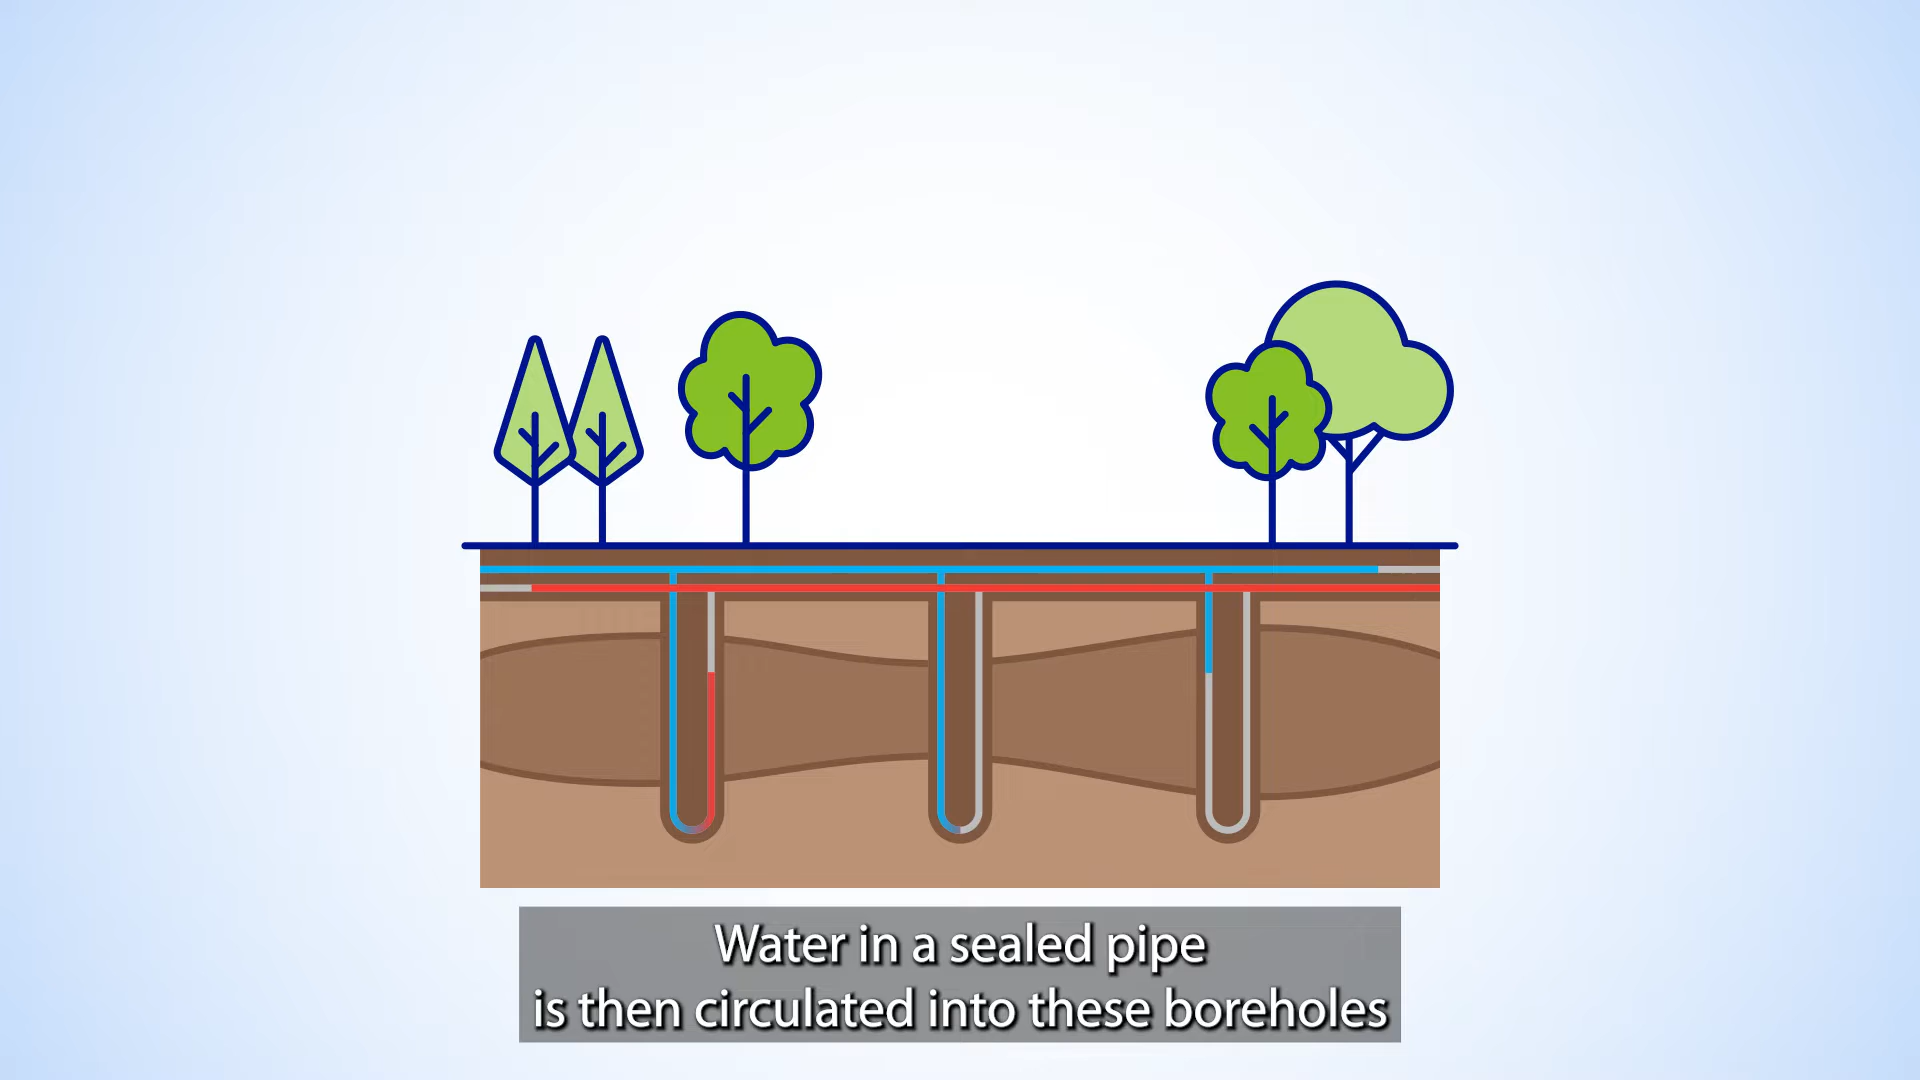 Water in a sealed pipe
is then circulated into these boreholes